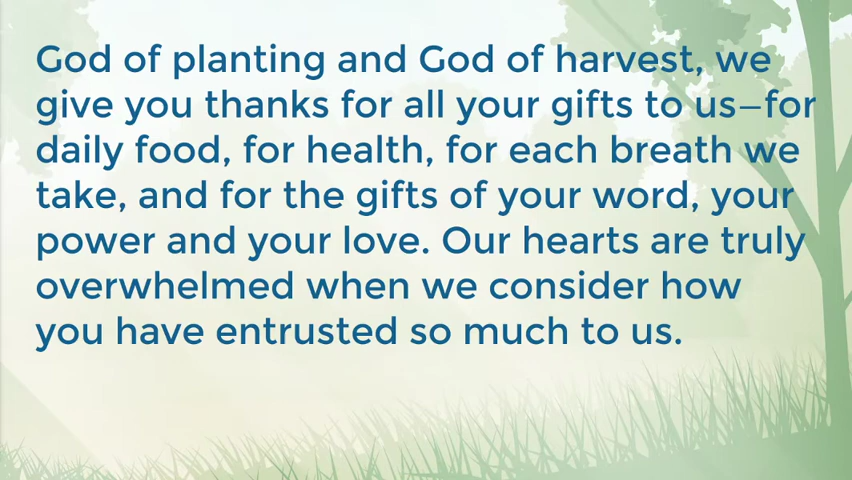 God of planting and God of harvest, we
give you thanks for all your gifts to us—for
daily food, for health, for each breath we
take, and for the gifts of your word, your
power and your love. Our hearts are truly
overwhelmed when we consider how
you have entrusted so much to us.